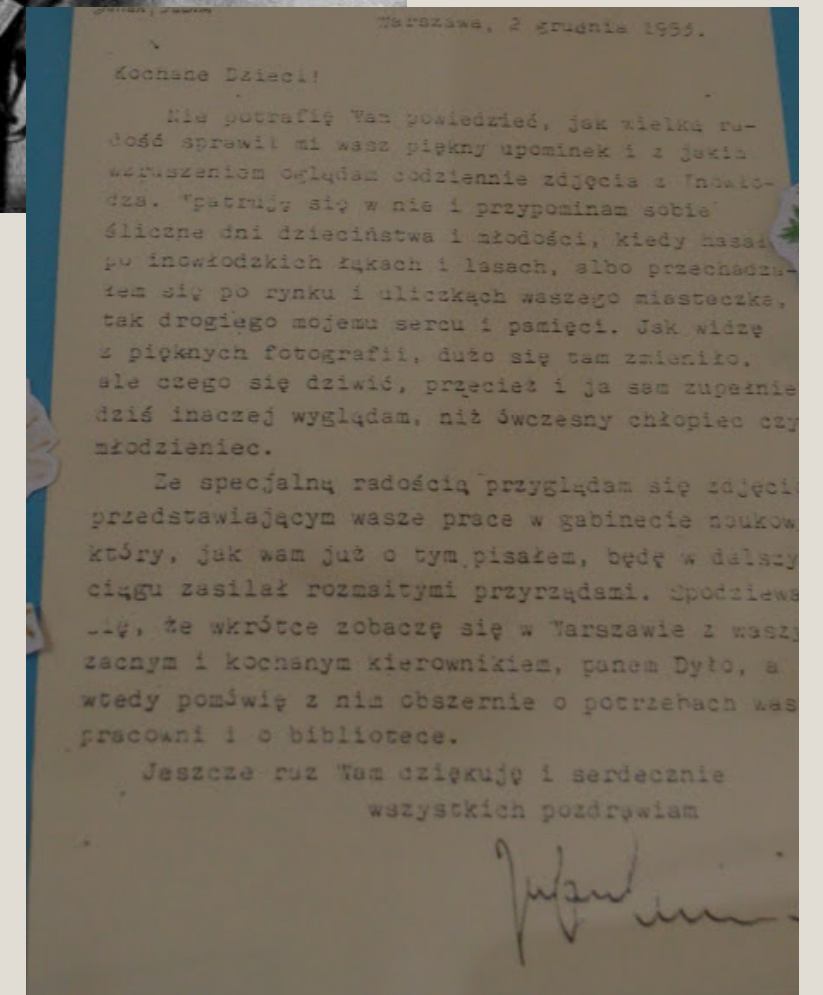 Warszawa, 2 grudnia 1953.
Kochane Dzieci!
Nie potrafię Wam powiedzieć, jak wielką ra-
dość sprawił mi wasz piękny upominek i z jakim
wzruszeniem oglądam codziennie zdjęcia z Inowło-
dza. Wpatruję się w nie i przypominam sobie
śliczne dni dzieciństwa i młodości, kiedy hasał
po inowłodzkich łąkach i lasach, albo przechadza-
łem się po rynku i uliczkach waszego miasteczka,
tak drogiego mojemu sercu i pamięci. Jak widzę
z pięknych fotografii, dużo się tam zmieniło,
ale czego się dziwić, przecież i ja sam zupełnie
dziś inaczej wyglądam, niż ówczesny chłopiec czy
młodzieniec.
Ze specjalną radością przyglądam się zdjęcio
przedstawiającym wasze prace w gabinecie naukow
który, jak wam już o tym pisałem, będę w dalszy
ciągu zasilał rozmaitymi przyrządami. Spodziewa
się, że wkrótce zobaczę się w Warszawie z waszy
zacnym i kochanym kierownikiem, panem Dyło, a
wtedy pomówię z nim obszernie o potrzebach was
pracowni i o bibliotece.
Jeszcze raz Wam dziękuję i serdecznie
wszystkich pozdrawiam